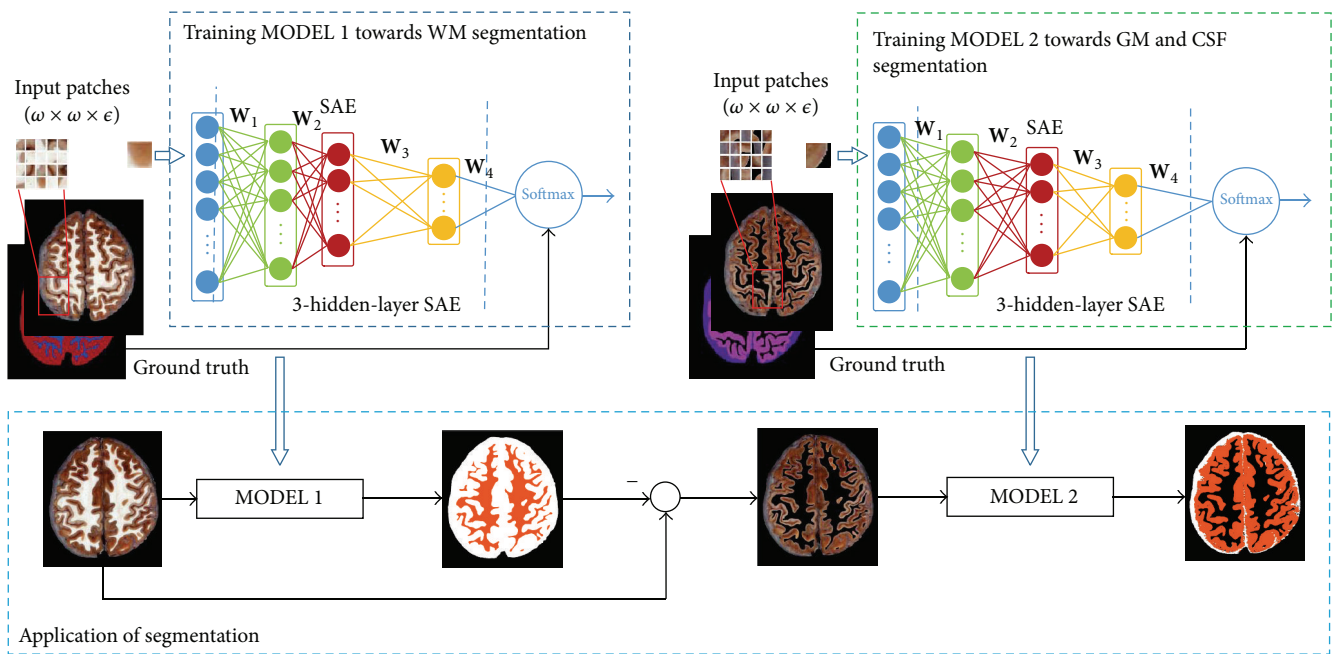 Training MODEL 1 towards WM segmentation
Input patches
(ω × ω × ϵ)
W1
W2
SAE
W3
W4
Softmax
3-hidden-layer SAE
Ground truth
Training MODEL 2 towards GM and CSF
segmentation
Input patches
(ω × ω × ϵ)
W1
W2
SAE
W3
W4
Softmax
3-hidden-layer SAE
Ground truth
MODEL 1
−
MODEL 2
Application of segmentation